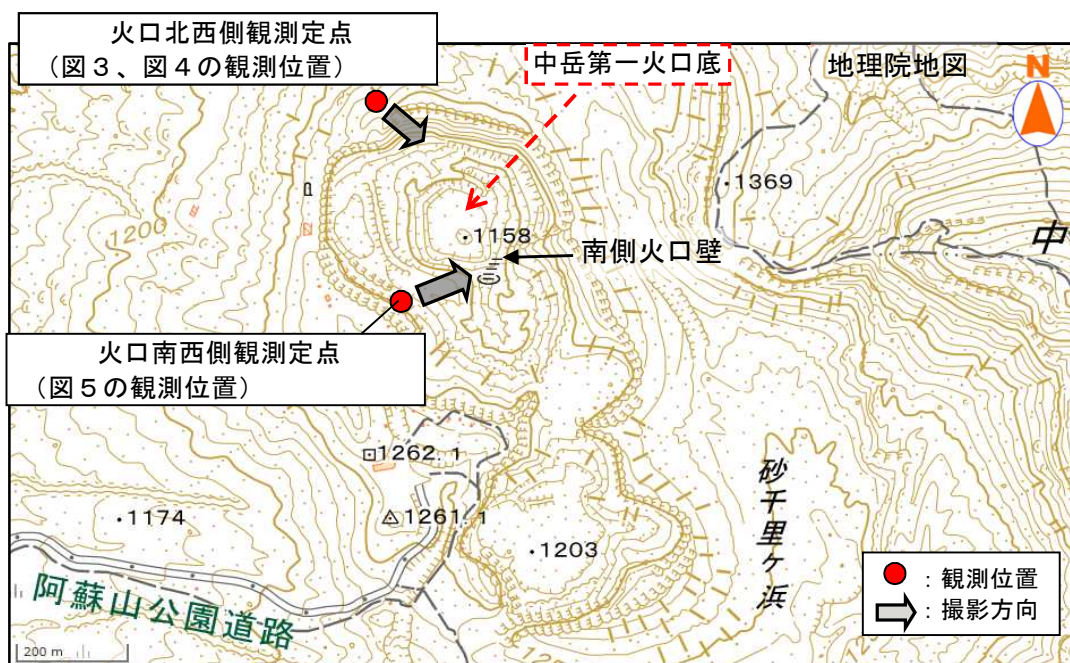 火口北西側観測定点
（図３、図４の観測位置）
中岳第一火口底
地理院地図
N
1369
1200
1158
南側火口壁
中
火口南西側観測定点
（図５の観測位置）
1262.1
1261.1
1174
1203
砂千里ヶ浜
阿蘇山公園道路
：観測位置
：撮影方向
200 m